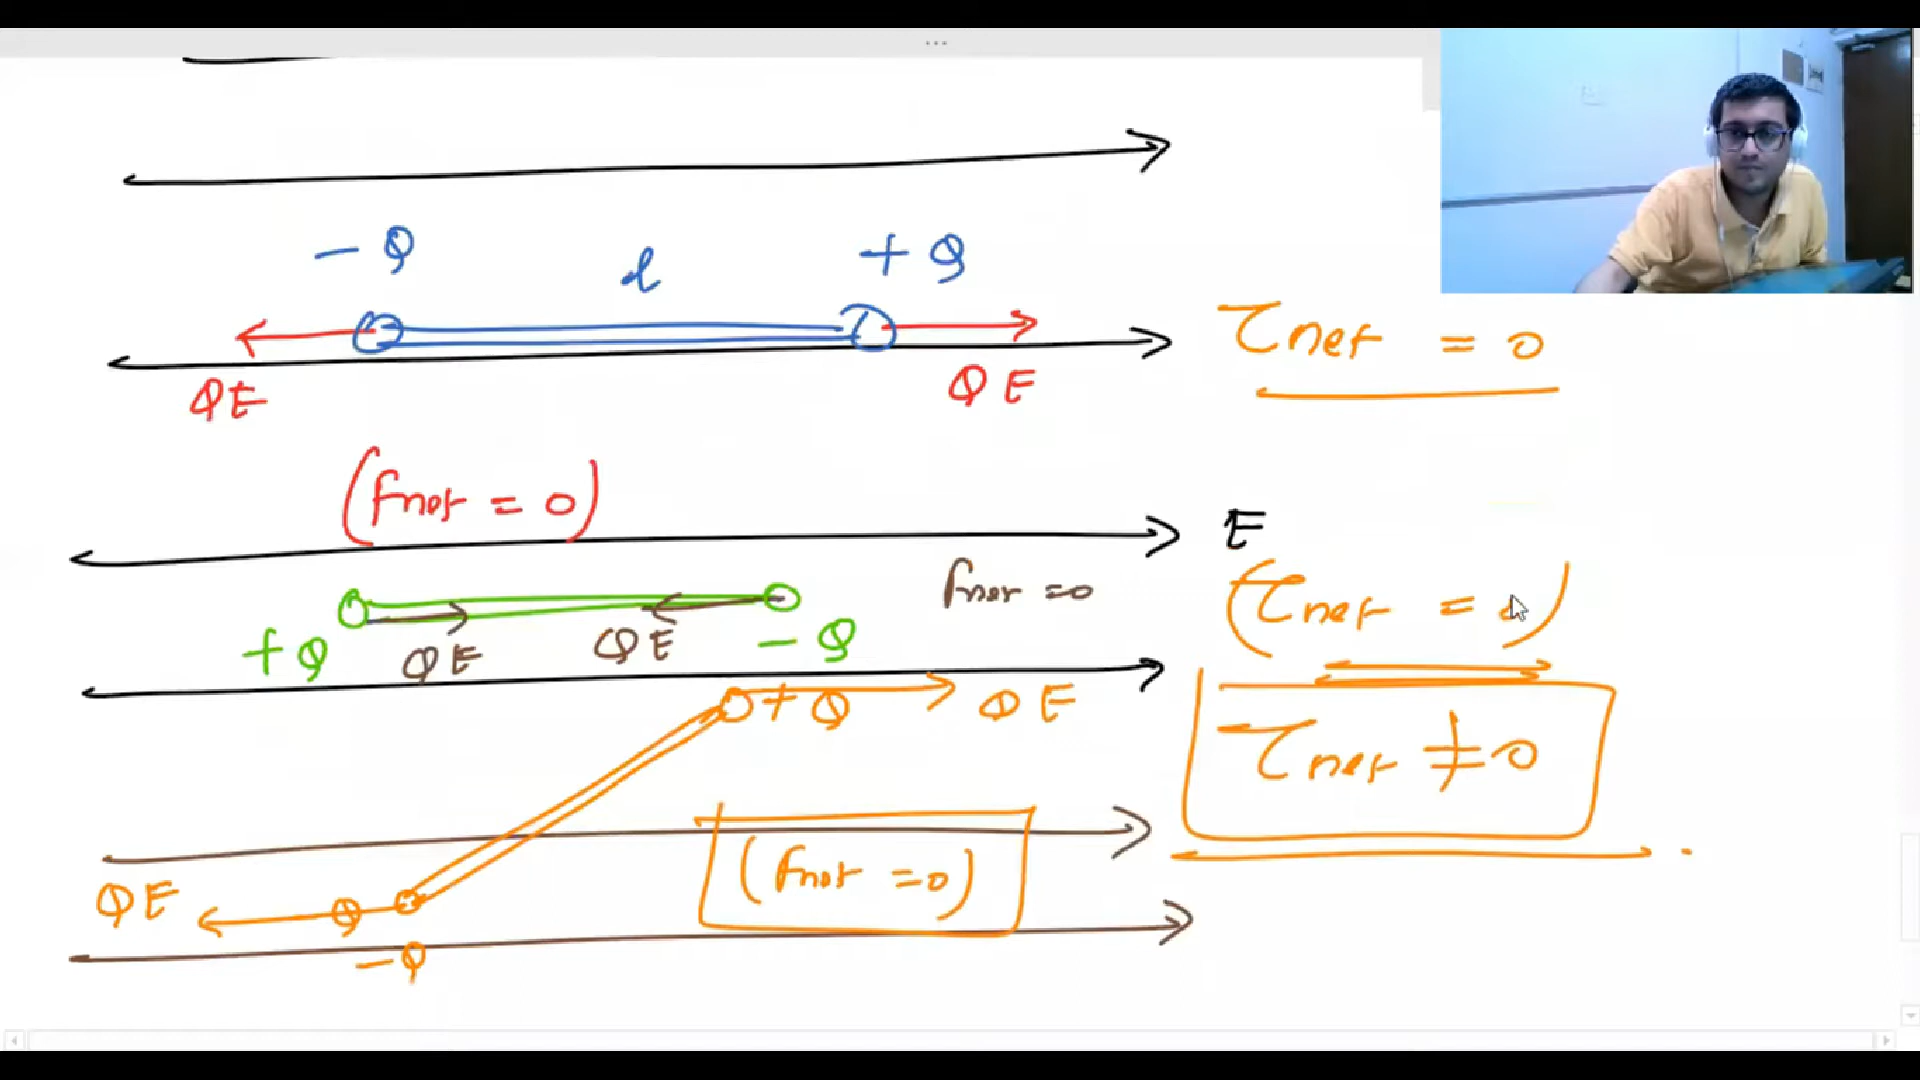 - Q l + Q
QE QE τnet = 0
(Fnet = 0) E
Fnet = 0 (τnet = 0)
+ Q QE QE - Q
+ Q QE τnet ≠ 0
QE (Fnet = 0)
- Q